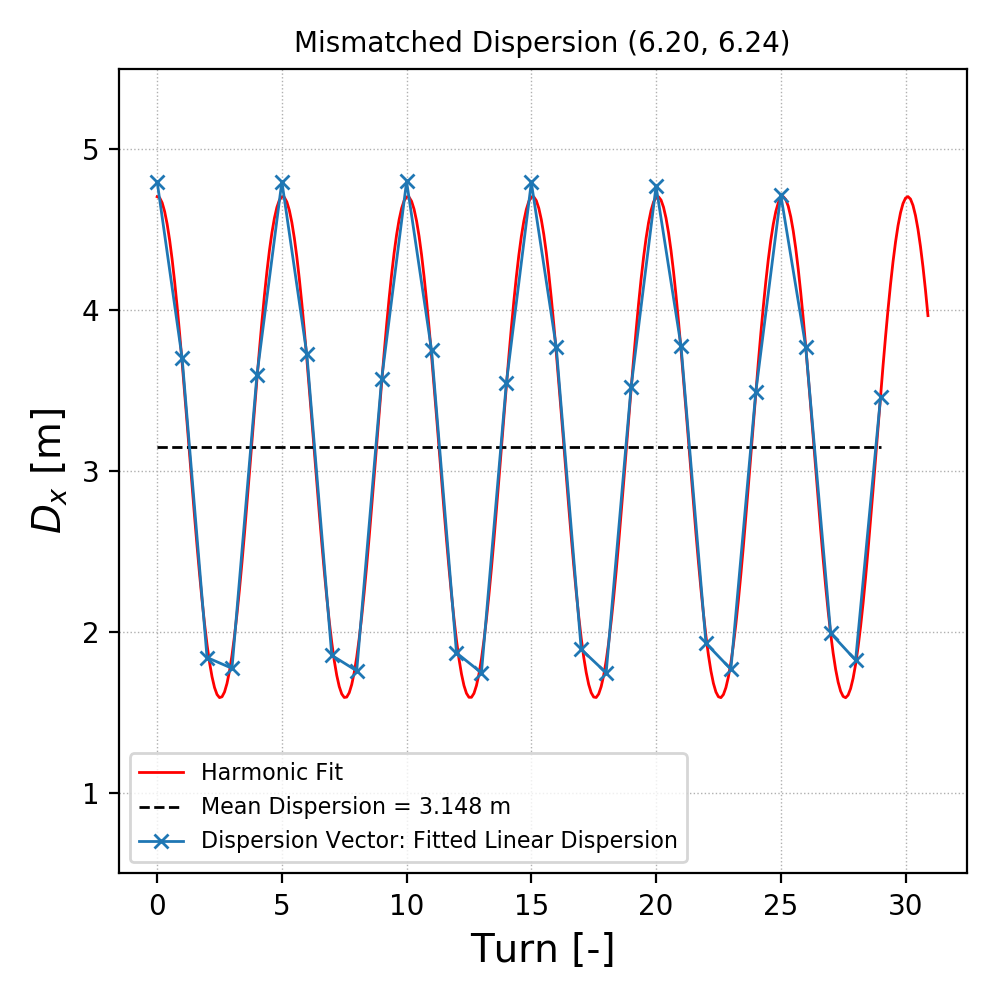 Mismatched Dispersion (6.20, 6.24)
5
4
3
2
1
D_x [m]
Harmonic Fit
Mean Dispersion = 3.148 m
Dispersion Vector: Fitted Linear Dispersion
0 5 10 15 20 25 30
Turn [-]